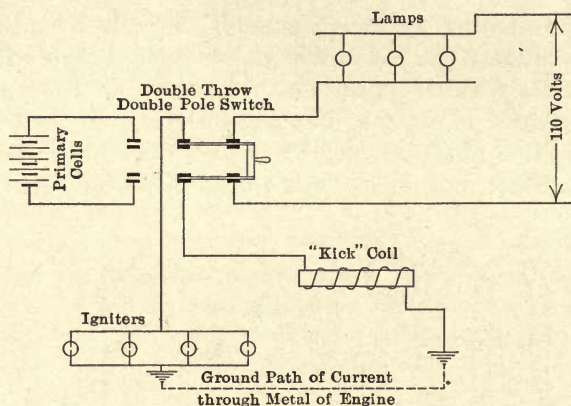 Lamps
110 Volts
Double Throw
Double Pole Switch
Primary
Cells
"Kick" Coil
Igniters
Ground Path of Current
through Metal of Engine